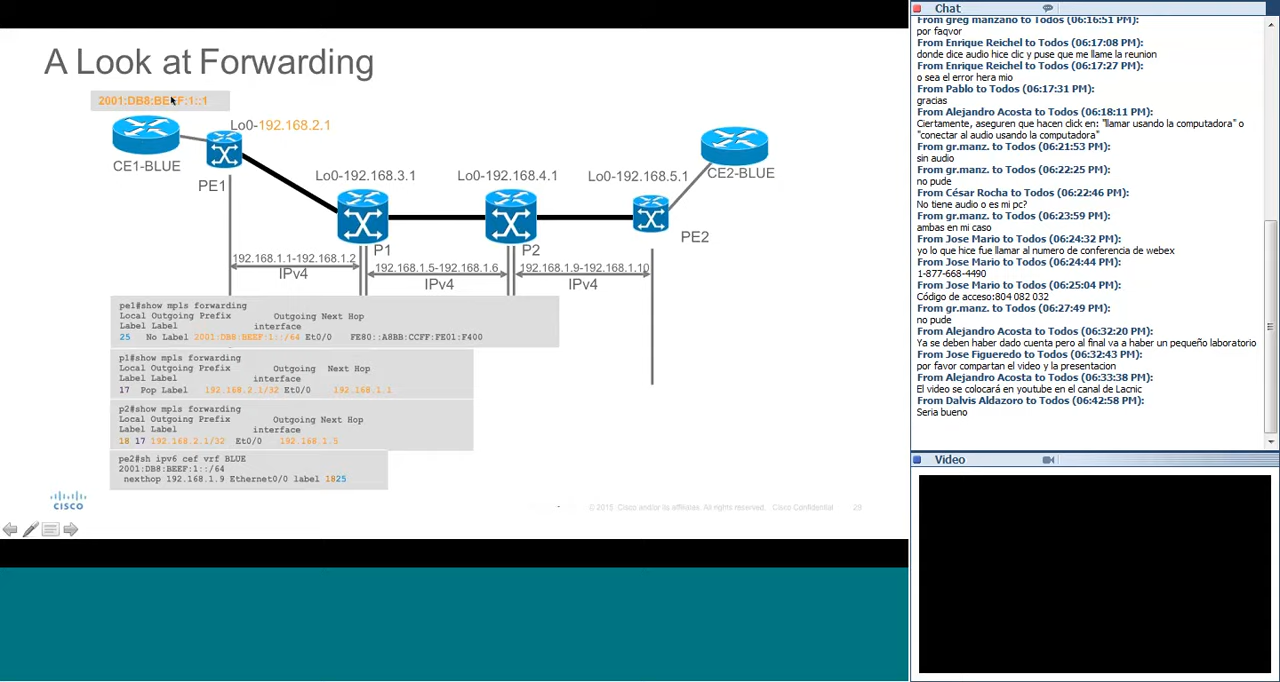 A Look at Forwarding
2001:DB8:BEEF:1::1
Lo0-192.168.2.1
CE1-BLUE
PE1
Lo0-192.168.3.1
Lo0-192.168.4.1
Lo0-192.168.5.1
CE2-BLUE
P1
P2
PE2
192.168.1.1-192.168.1.2
IPv4
192.168.1.5-192.168.1.6
IPv4
192.168.1.9-192.168.1.10
IPv4
pe1#show mpls forwarding
Local Outgoing Prefix Outgoing Next Hop
Label Label interface
25 No Label 2001:DB8:BEEF:1::/64 Et0/0 FE80::A8BB:CCFF:FE01:F400
p1#show mpls forwarding
Local Outgoing Prefix Outgoing Next Hop
Label Label interface
17 Pop Label 192.168.2.1/32 Et0/0 192.168.1.1
p2#show mpls forwarding
Local Outgoing Prefix Outgoing Next Hop
Label Label interface
18 17 192.168.2.1/32 Et0/0 192.168.1.5
pe2#sh ipv6 cef vrf BLUE
2001:DB8:BEEF:1::/64
nexthop 192.168.1.9 Ethernet0/0 label 1825
CISCO
© 2015 Cisco and/or its affiliates. All rights reserved. Cisco Confidential 29
Chat
From greg manzano to Todos (06:16:51 PM):
por faqvor
From Enrique Reichel to Todos (06:17:08 PM):
donde dice audio hice clic y puse que me llame la reunion
From Enrique Reichel to Todos (06:17:27 PM):
o sea el error hera mio
From Pablo to Todos (06:17:31 PM):
gracias
From Alejandro Acosta to Todos (06:18:11 PM):
Ciertamente, aseguren que hacen click en: "llamar usando la computadora" o
"conectar al audio usando la computadora"
From gr.manz. to Todos (06:21:53 PM):
sin audio
From gr.manz. to Todos (06:22:25 PM):
no pude
From César Rocha to Todos (06:22:46 PM):
No tiene audio o es mi pc?
From gr.manz. to Todos (06:23:59 PM):
ambas en mi caso
From Jose Mario to Todos (06:24:32 PM):
yo lo que hice fue llamar al numero de conferencia de webex
From Jose Mario to Todos (06:24:44 PM):
1-877-668-4490
From Jose Mario to Todos (06:25:04 PM):
Código de acceso:804 082 032
From gr.manz. to Todos (06:27:49 PM):
no pude
From Alejandro Acosta to Todos (06:32:20 PM):
Ya se deben haber dado cuenta pero al final va a haber un pequeño laboratorio
From Jose Figueredo to Todos (06:32:43 PM):
por favor compartan el video y la presentacion
From Alejandro Acosta to Todos (06:33:38 PM):
El video se colocará en youtube en el canal de Lacnic
From Dalvis Aldazoro to Todos (06:42:58 PM):
Seria bueno
Video